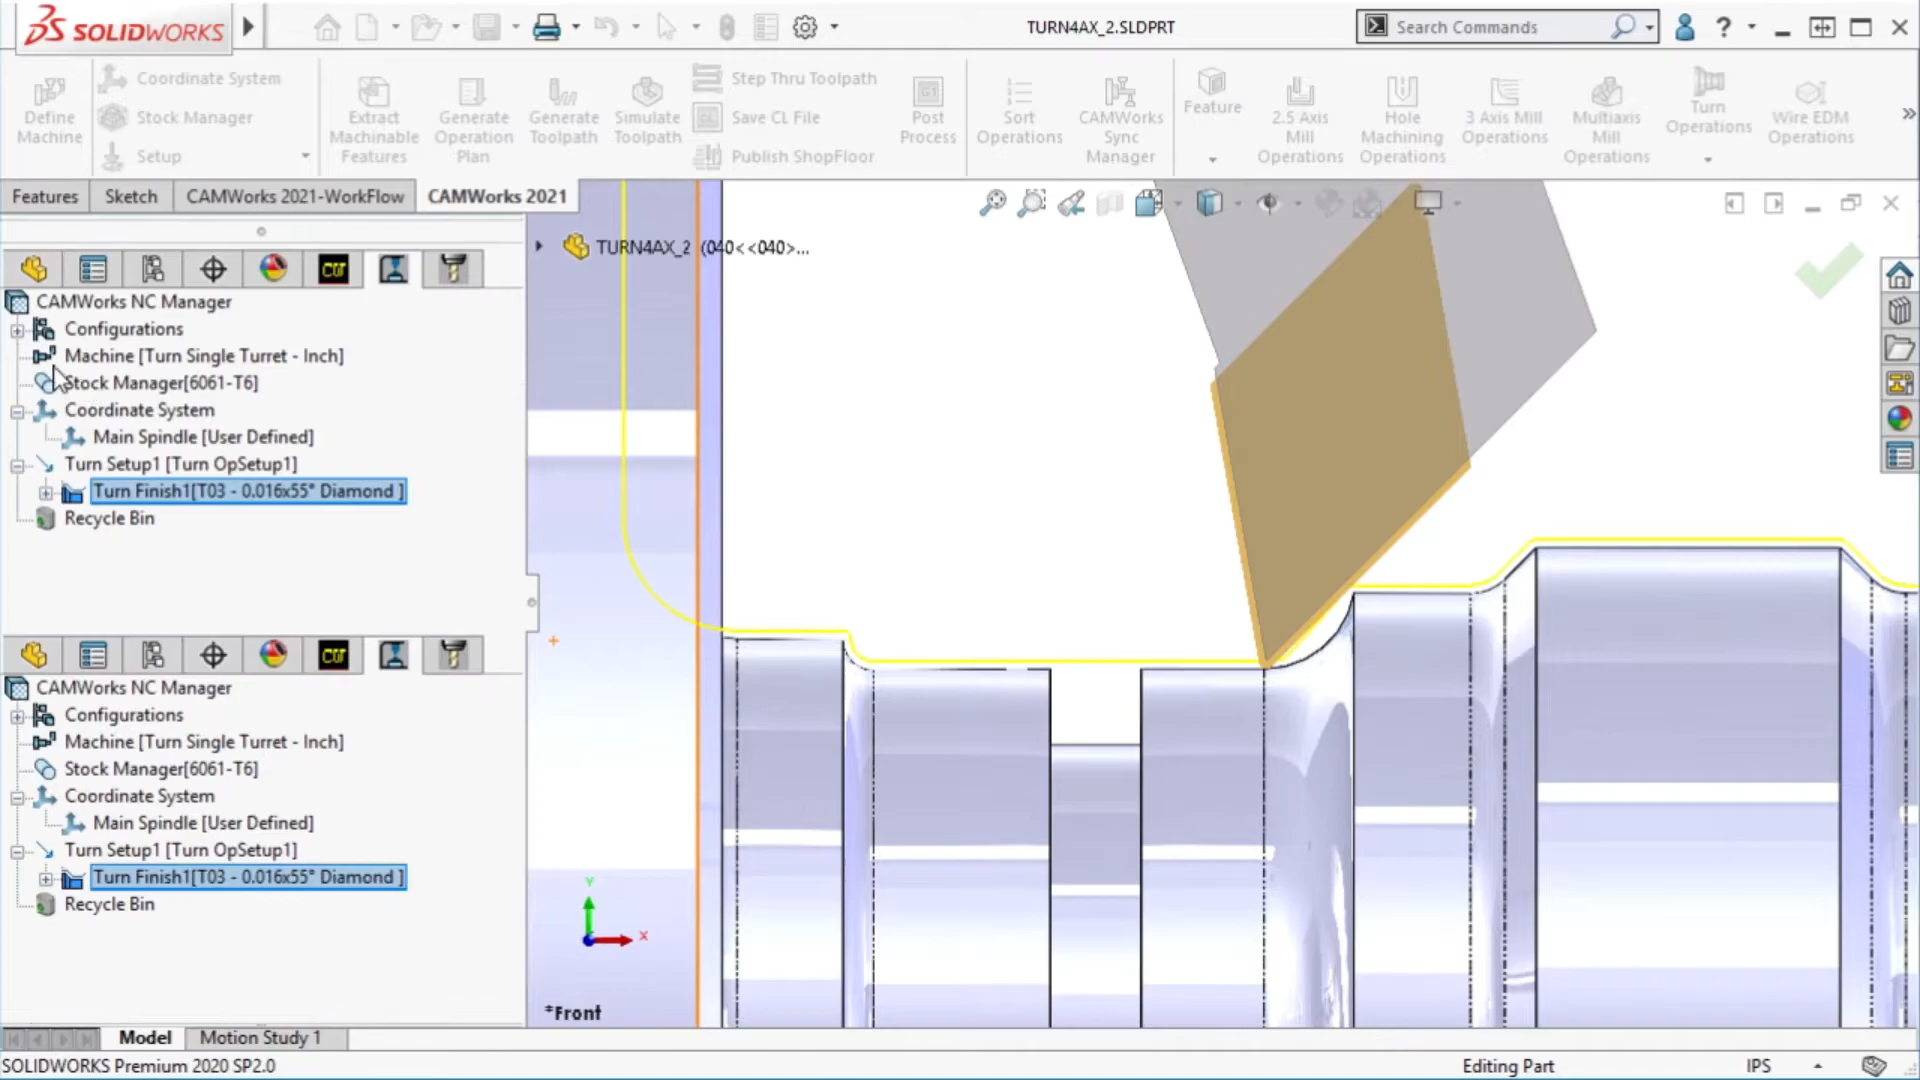 SOLIDWORKS
TURN4AX_2.SLDPRT
Search Commands
?
Define Machine
Coordinate System
Stock Manager
Setup
Extract Machinable Features
Generate Operation Plan
Generate Toolpath
Simulate Toolpath
Step Thru Toolpath
Save CL File
Publish ShopFloor
G1
Post Process
Sort Operations
CAMWorks Sync Manager
Feature
2.5 Axis Mill Operations
Hole Machining Operations
3 Axis Mill Operations
Multiaxis Mill Operations
Turn Operations
Wire EDM Operations
Features
Sketch
CAMWorks 2021-WorkFlow
CAMWorks 2021
TURN4AX_2 (040<<040>...
CAMWorks NC Manager
Configurations
Machine [Turn Single Turret - Inch]
Stock Manager[6061-T6]
Coordinate System
Main Spindle [User Defined]
Turn Setup1 [Turn OpSetup1]
Turn Finish1[T03 - 0.016x55° Diamond ]
Recycle Bin
CAMWorks NC Manager
Configurations
Machine [Turn Single Turret - Inch]
Stock Manager[6061-T6]
Coordinate System
Main Spindle [User Defined]
Turn Setup1 [Turn OpSetup1]
Turn Finish1[T03 - 0.016x55° Diamond ]
Recycle Bin
Y
X
*Front
Model
Motion Study 1
SOLIDWORKS Premium 2020 SP2.0
Editing Part
IPS